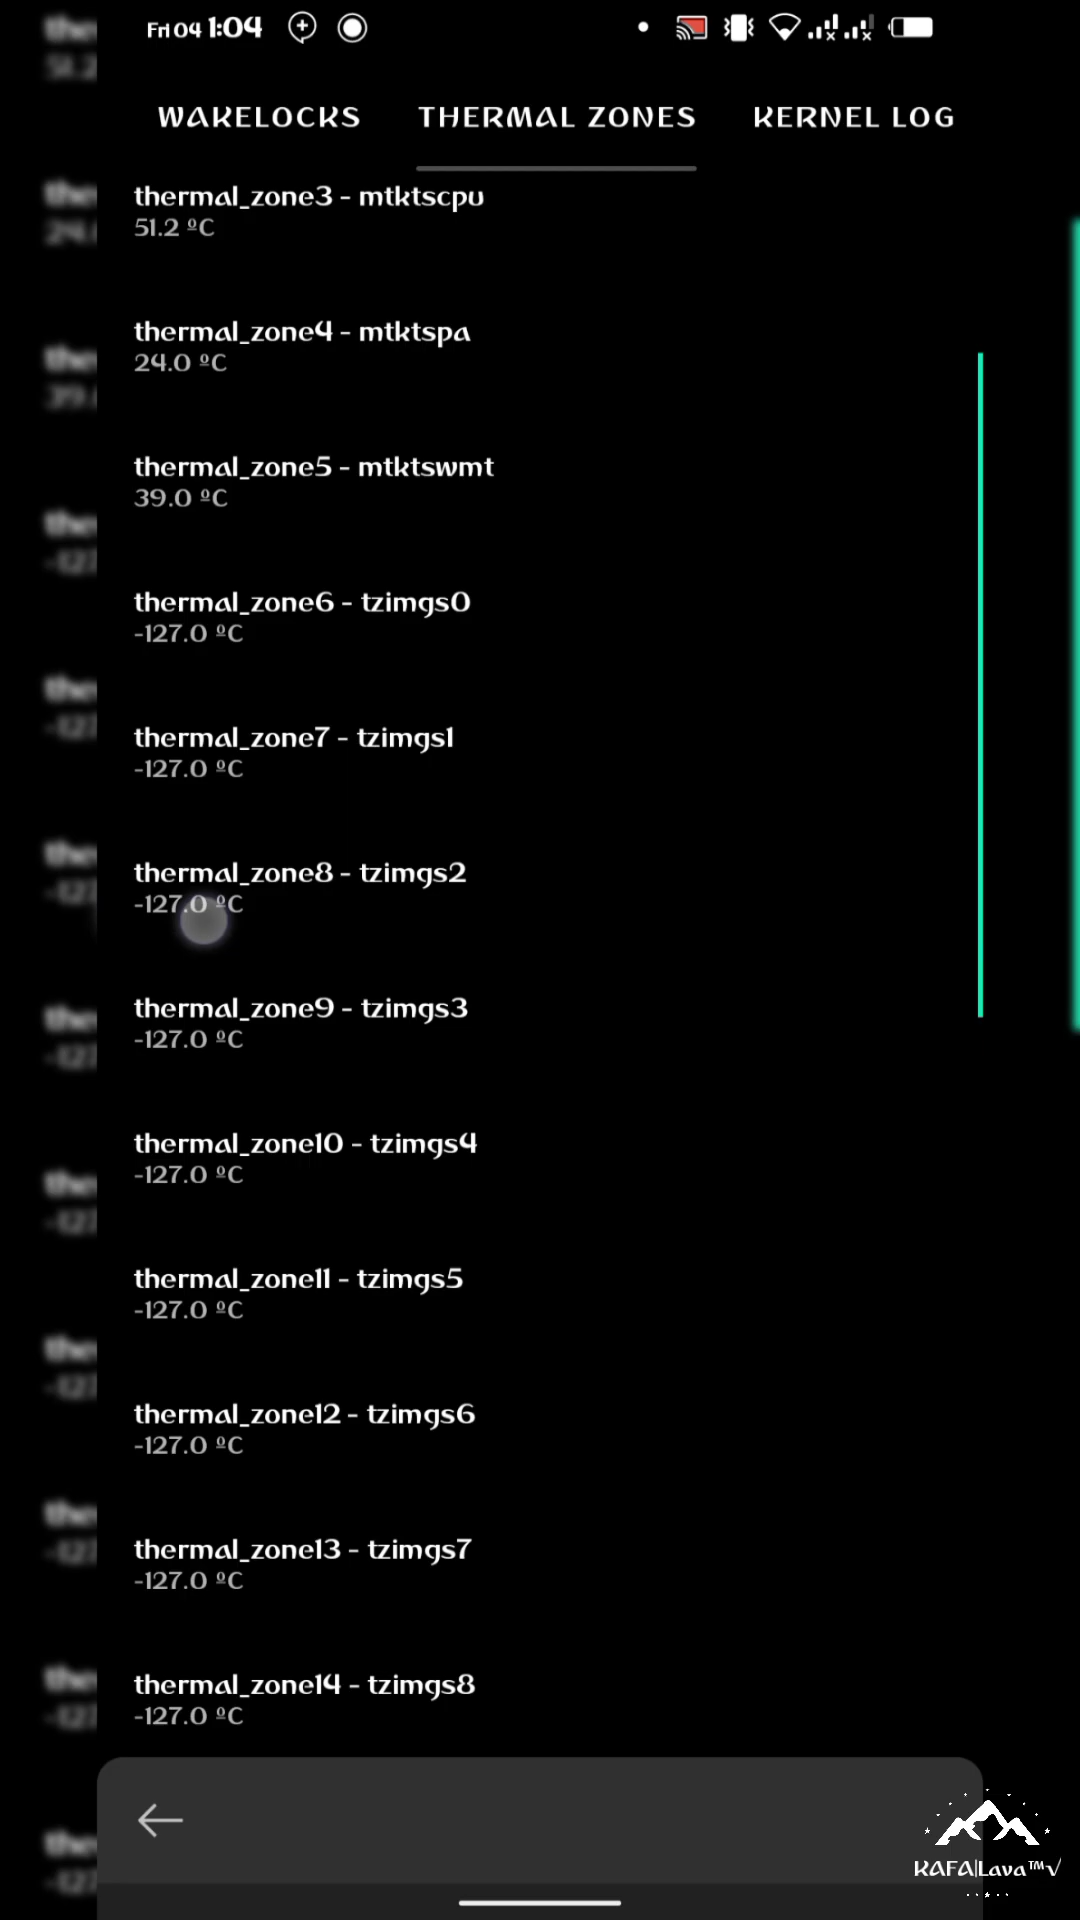 Fri 04 1:04
WAKELOCKS THERMAL ZONES KERNEL LOG
thermal_zone3 - mtktscpu
51.2 ºC
thermal_zone4 - mtktspa
24.0 ºC
thermal_zone5 - mtktswmt
39.0 ºC
thermal_zone6 - tzimgs0
-127.0 ºC
thermal_zone7 - tzimgs1
-127.0 ºC
thermal_zone8 - tzimgs2
-127.0 ºC
thermal_zone9 - tzimgs3
-127.0 ºC
thermal_zone10 - tzimgs4
-127.0 ºC
thermal_zone11 - tzimgs5
-127.0 ºC
thermal_zone12 - tzimgs6
-127.0 ºC
thermal_zone13 - tzimgs7
-127.0 ºC
thermal_zone14 - tzimgs8
-127.0 ºC
KAFA|Lava™√